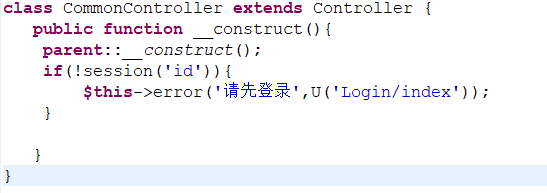 class CommonController extends Controller {
public function __construct(){
parent::__construct();
if(!session('id')){
$this->error('请先登录',U('Login/index'));
}
}
}